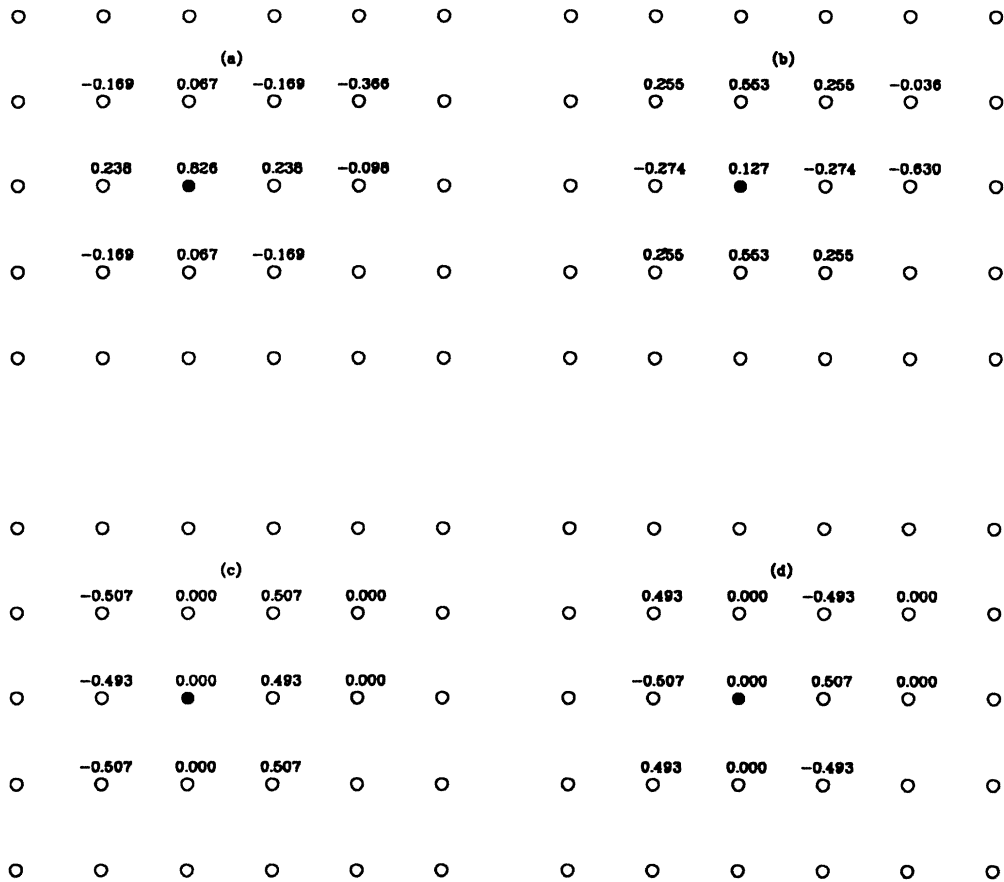 (a)
-0.169 0.067 -0.169 -0.366
0.238 0.826 0.238 -0.098
-0.169 0.067 -0.169
(b)
0.255 0.553 0.255 -0.036
-0.274 0.127 -0.274 -0.630
0.255 0.553 0.255
(c)
-0.507 0.000 0.507 0.000
-0.493 0.000 0.493 0.000
-0.507 0.000 0.507
(d)
0.493 0.000 -0.493 0.000
-0.507 0.000 0.507 0.000
0.493 0.000 -0.493